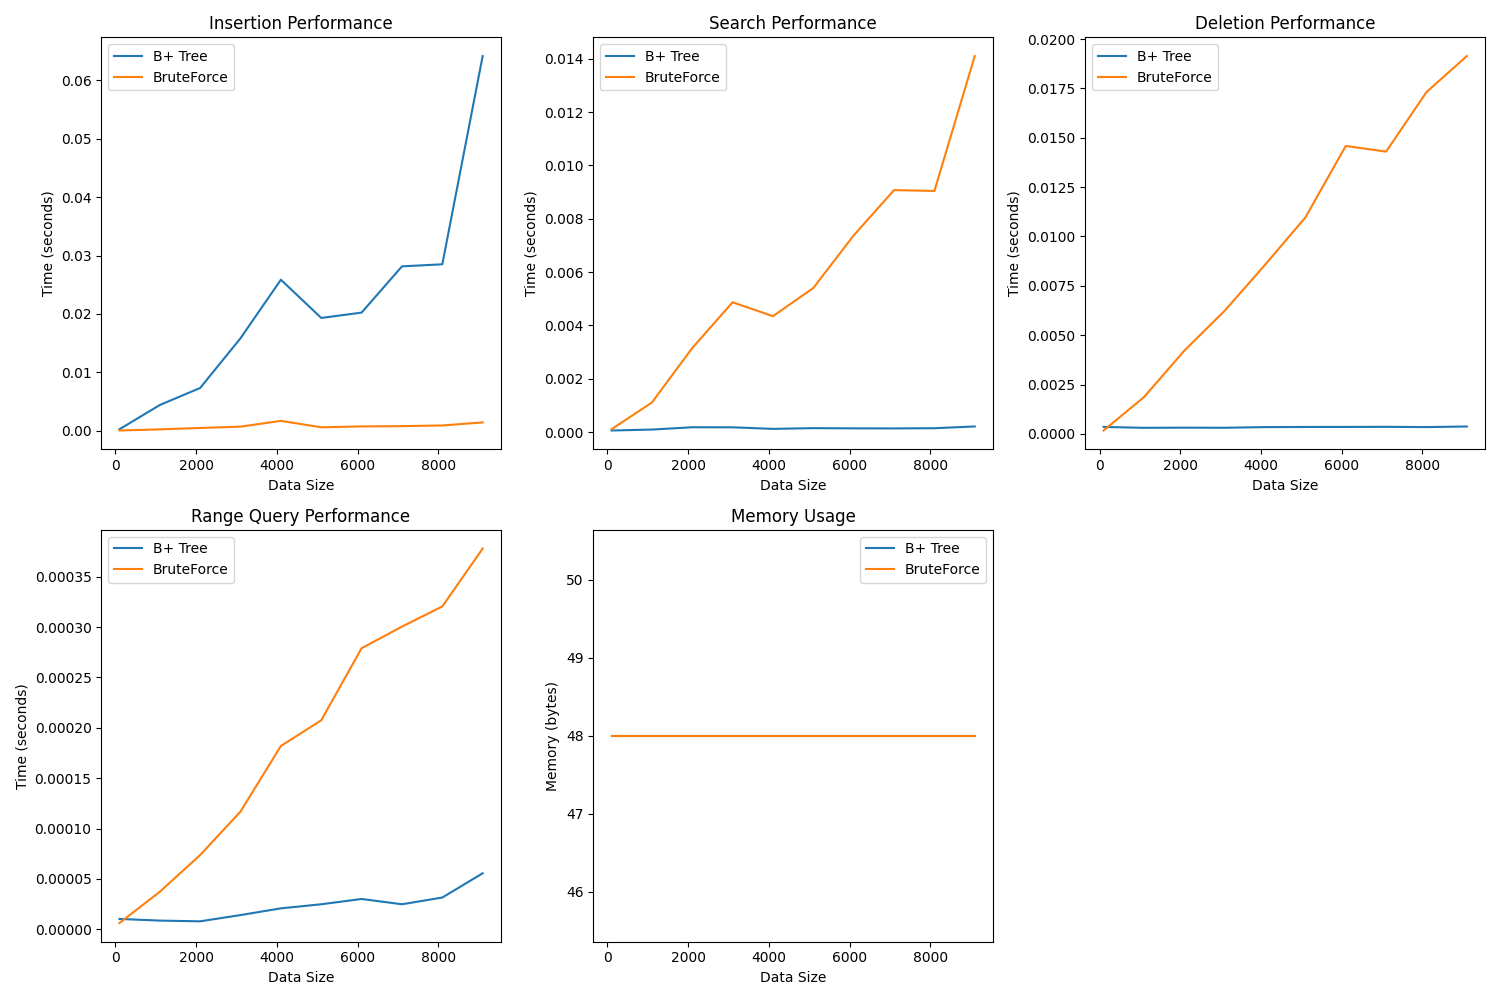 Insertion Performance
B+ Tree
BruteForce
0.06
0.05
0.04
0.03
0.02
0.01
0.00
Time (seconds)
0 2000 4000 6000 8000
Data Size
Search Performance
B+ Tree
BruteForce
0.014
0.012
0.010
0.008
0.006
0.004
0.002
0.000
Time (seconds)
0 2000 4000 6000 8000
Data Size
Deletion Performance
B+ Tree
BruteForce
0.0200
0.0175
0.0150
0.0125
0.0100
0.0075
0.0050
0.0025
0.0000
Time (seconds)
0 2000 4000 6000 8000
Data Size
Range Query Performance
B+ Tree
BruteForce
0.00035
0.00030
0.00025
0.00020
0.00015
0.00010
0.00005
0.00000
Time (seconds)
0 2000 4000 6000 8000
Data Size
Memory Usage
B+ Tree
BruteForce
50
49
48
47
46
Memory (bytes)
0 2000 4000 6000 8000
Data Size